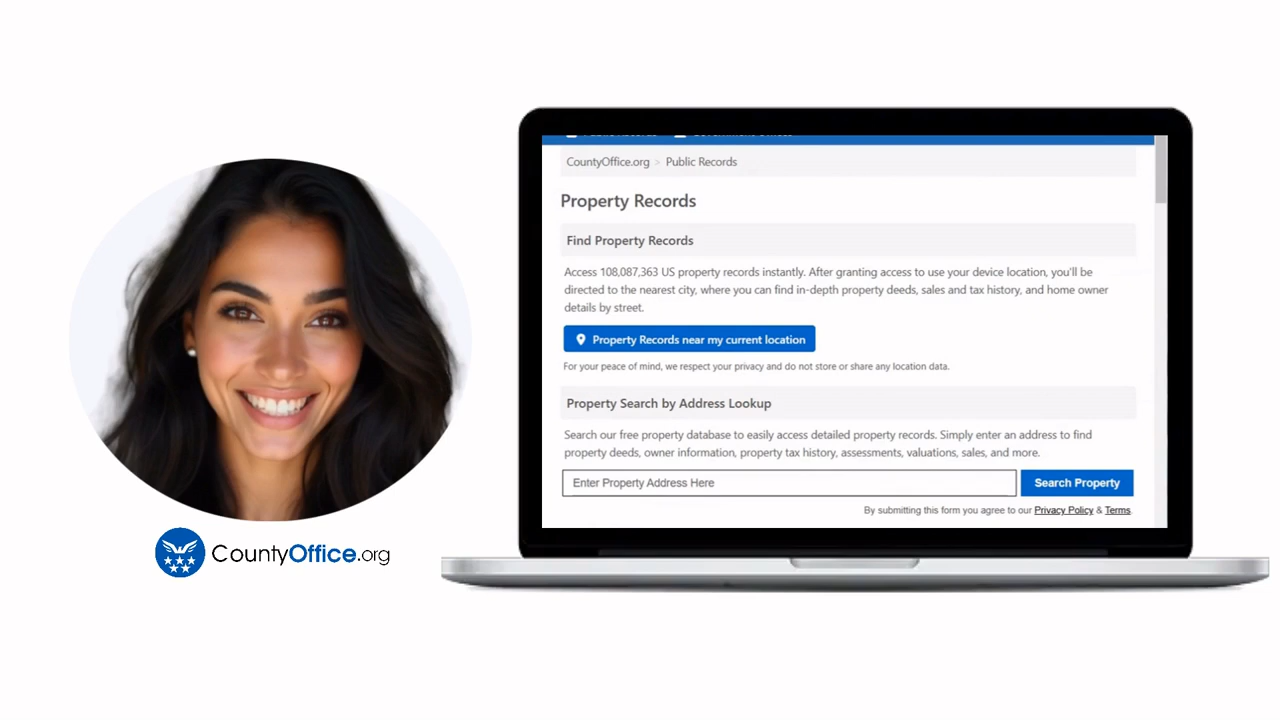 CountyOffice.org > Public Records
Property Records
Find Property Records
Access 108,087,363 US property records instantly. After granting access to use your device location, you'll be
directed to the nearest city, where you can find in-depth property deeds, sales and tax history, and home owner
details by street.
Property Records near my current location
For your peace of mind, we respect your privacy and do not store or share any location data.
Property Search by Address Lookup
Search our free property database to easily access detailed property records. Simply enter an address to find
property deeds, owner information, property tax history, assessments, valuations, sales, and more.
Enter Property Address Here
Search Property
By submitting this form you agree to our Privacy Policy & Terms.
CountyOffice.org